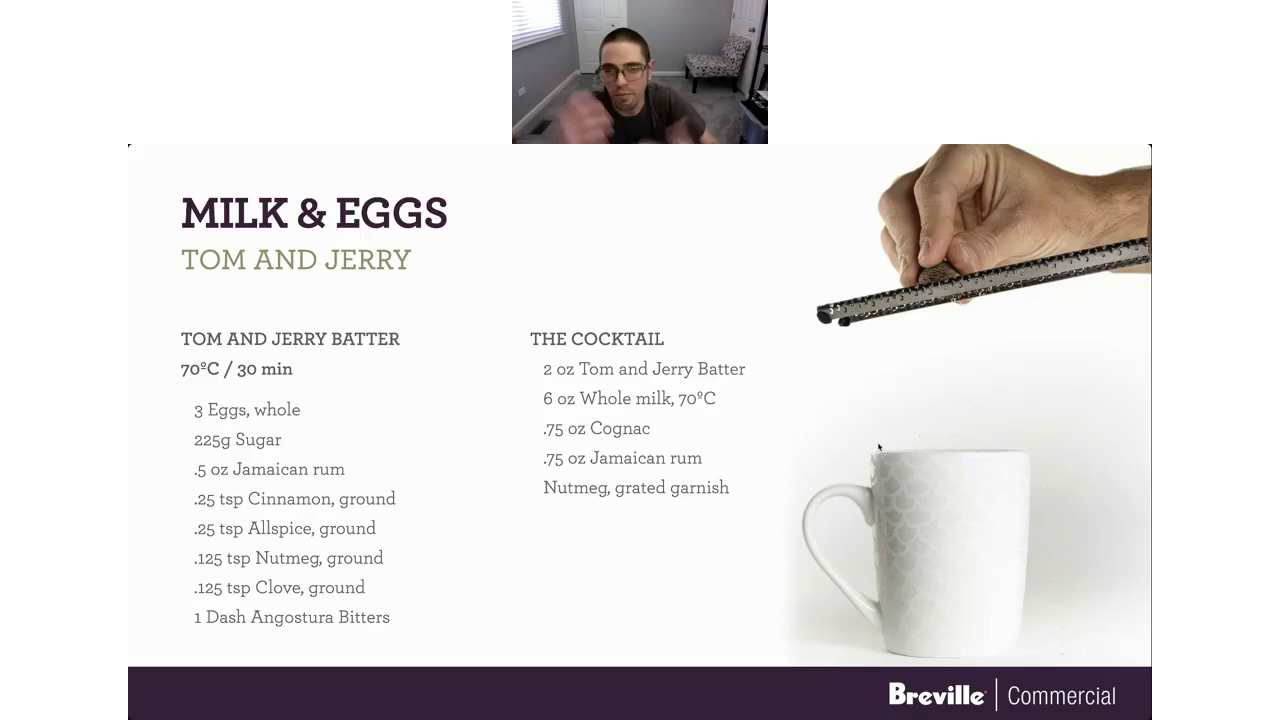 MILK & EGGS
TOM AND JERRY
TOM AND JERRY BATTER
70ºC / 30 min
3 Eggs, whole
225g Sugar
.5 oz Jamaican rum
.25 tsp Cinnamon, ground
.25 tsp Allspice, ground
.125 tsp Nutmeg, ground
.125 tsp Clove, ground
1 Dash Angostura Bitters
THE COCKTAIL
2 oz Tom and Jerry Batter
6 oz Whole milk, 70ºC
.75 oz Cognac
.75 oz Jamaican rum
Nutmeg, grated garnish
Breville | Commercial